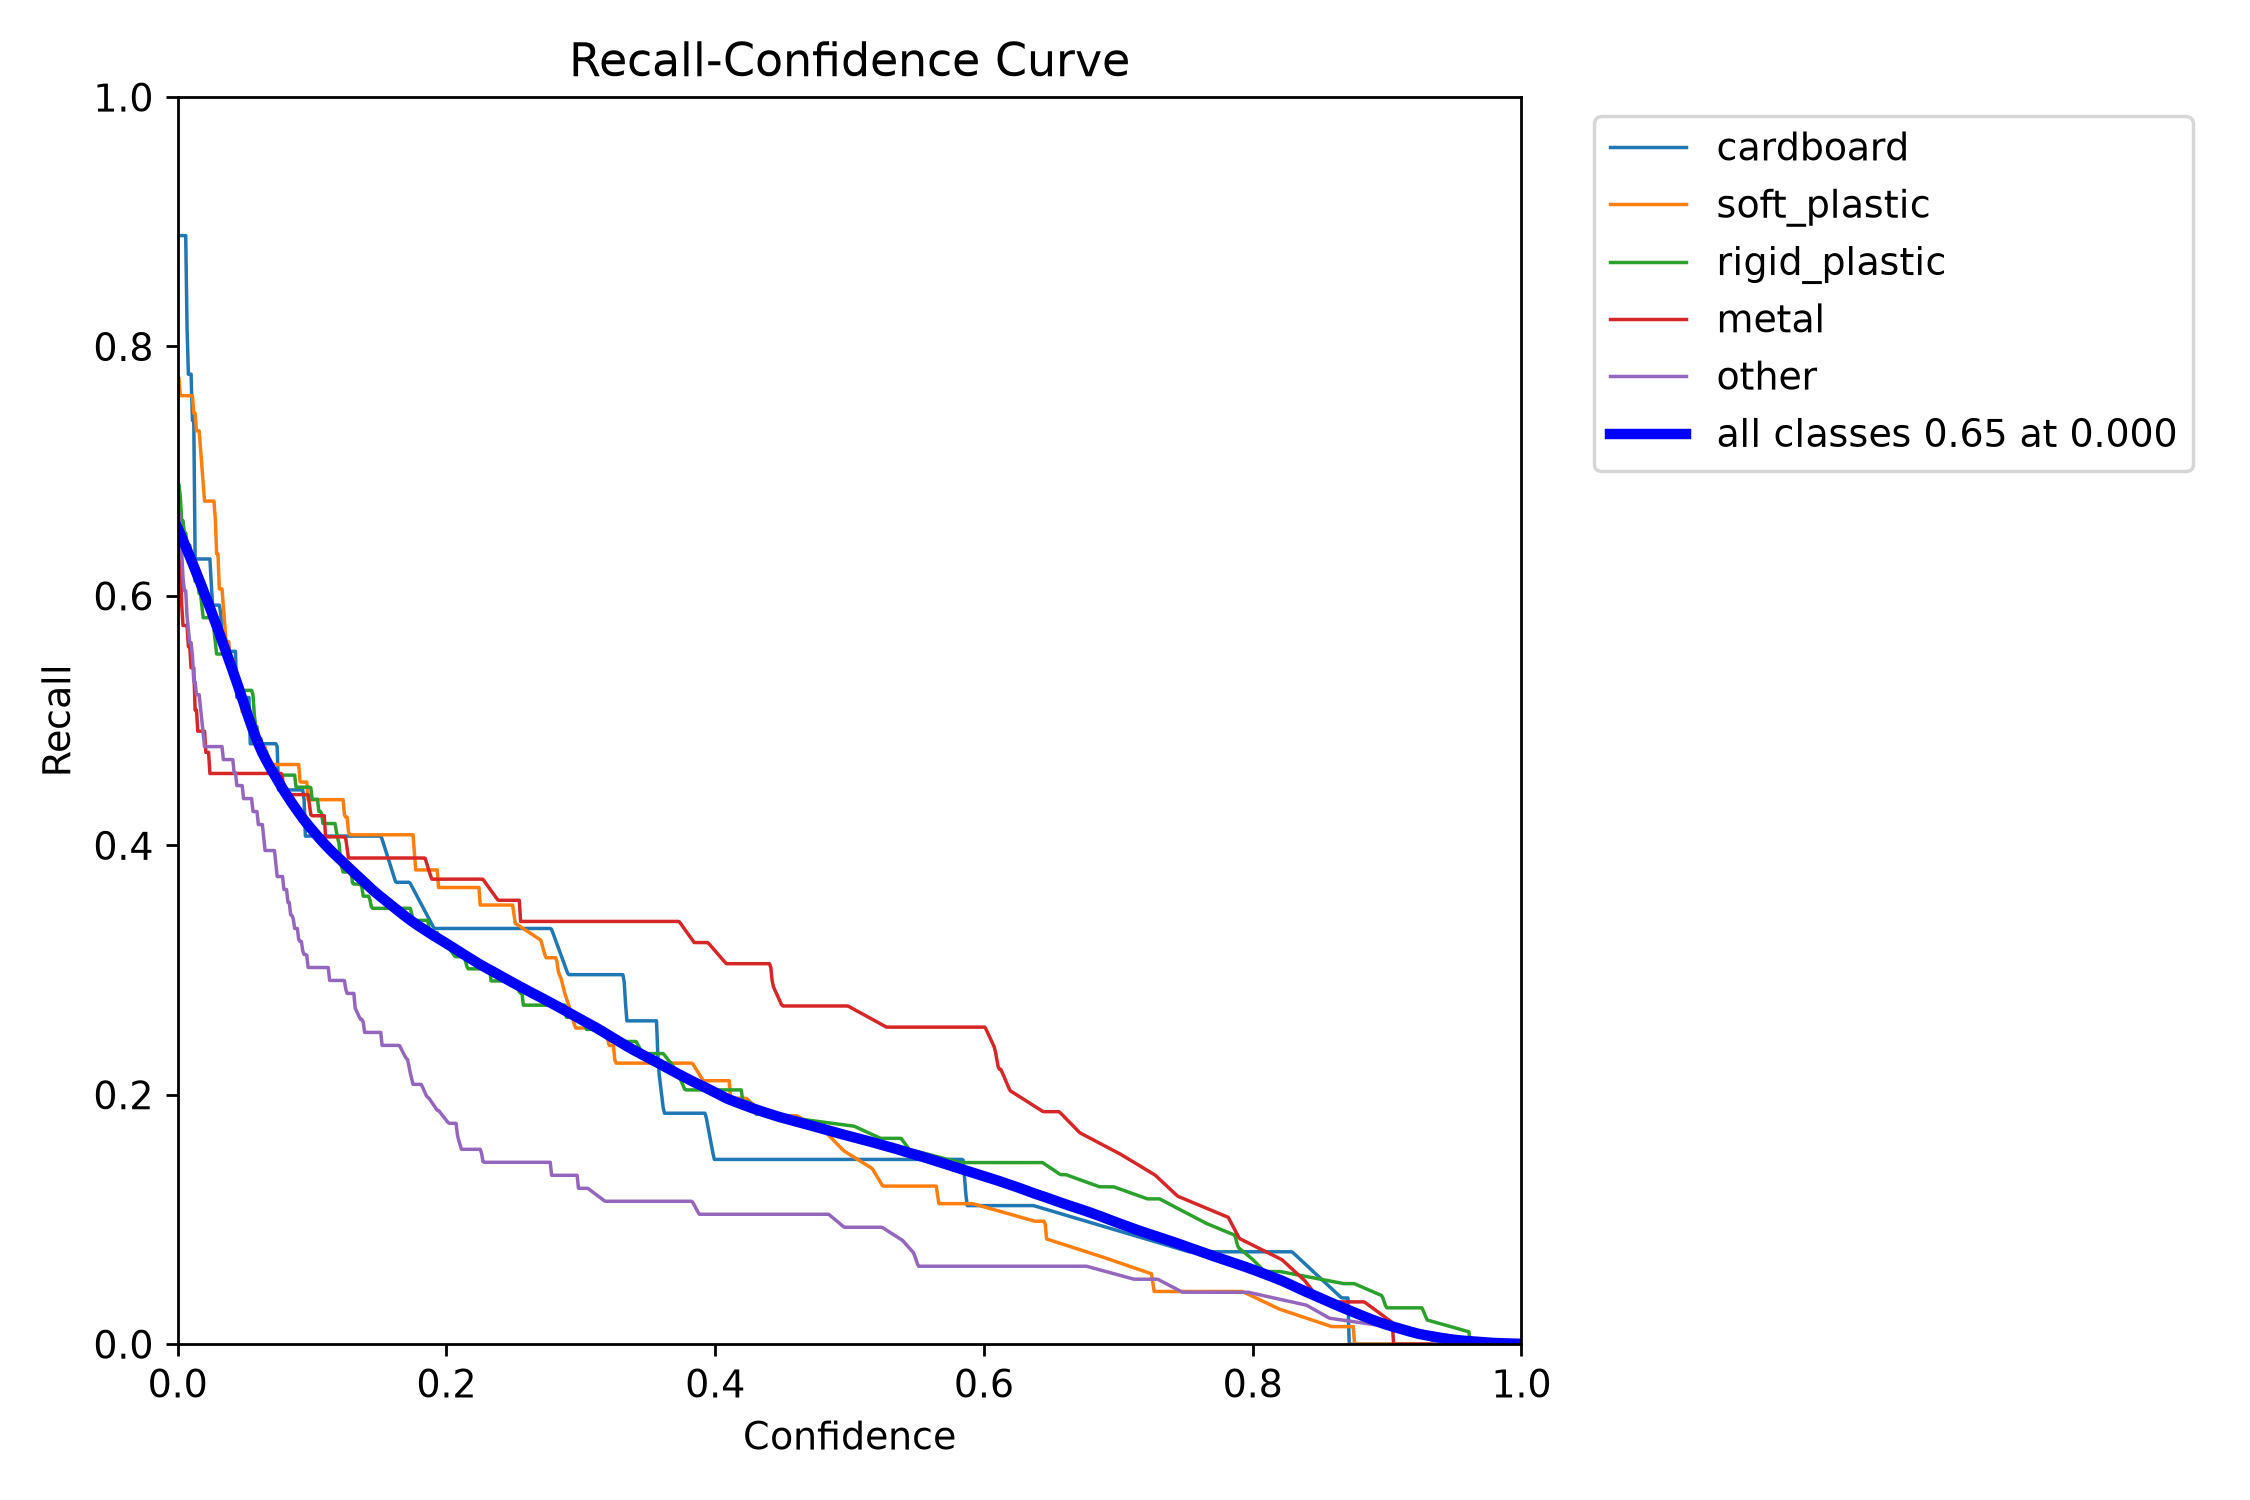 Recall-Confidence Curve
1.0
0.8
0.6
0.4
0.2
0.0
Recall
0.0 0.2 0.4 0.6 0.8 1.0
Confidence
cardboard
soft_plastic
rigid_plastic
metal
other
all classes 0.65 at 0.000